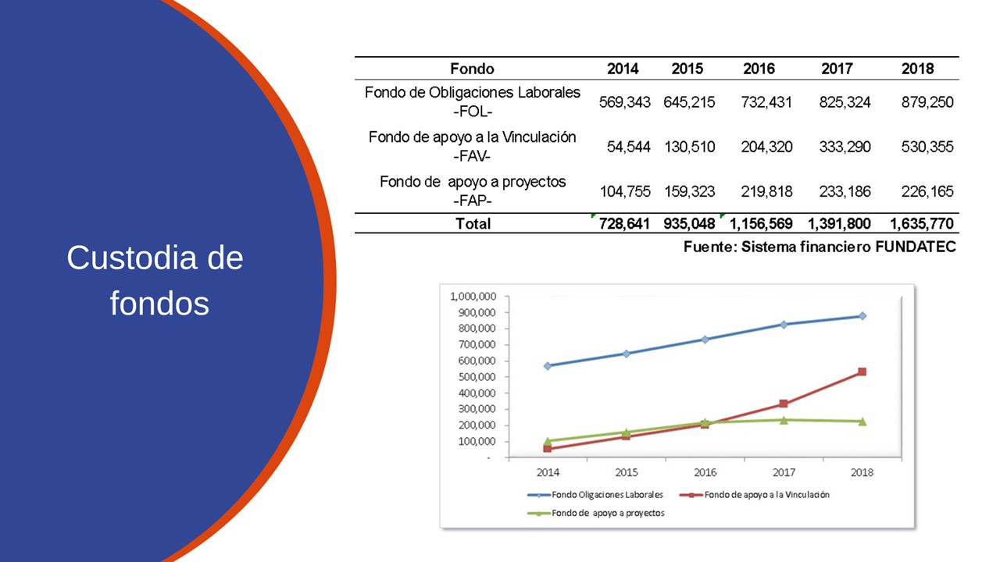 Custodia de
fondos
Fondo 2014 2015 2016 2017 2018
Fondo de Obligaciones Laborales
-FOL-
569,343 645,215 732,431 825,324 879,250
Fondo de apoyo a la Vinculación
-FAV-
54,544 130,510 204,320 333,290 530,355
Fondo de apoyo a proyectos
-FAP-
104,755 159,323 219,818 233,186 226,165
Total 728,641 935,048 1,156,569 1,391,800 1,635,770
Fuente: Sistema financiero FUNDATEC
1,000,000
900,000
800,000
700,000
600,000
500,000
400,000
300,000
200,000
100,000
-
2014 2015 2016 2017 2018
Fondo Oligaciones Laborales Fondo de apoyo a la Vinculación
Fondo de apoyo a proyectos